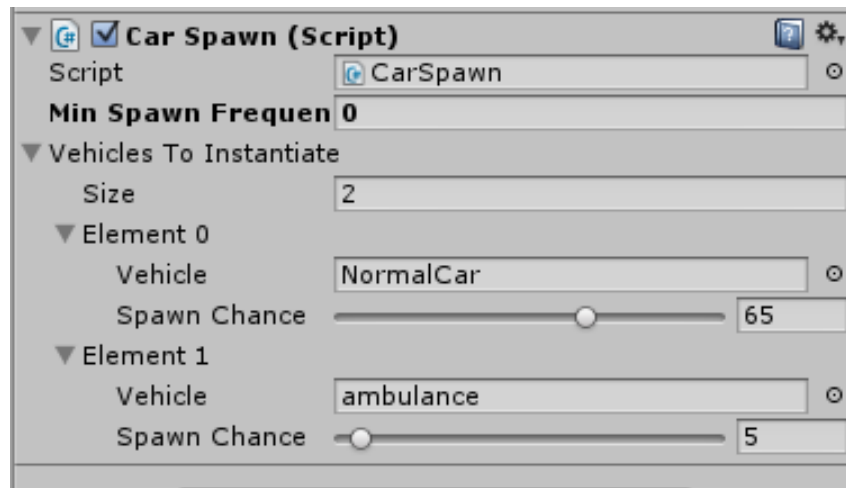 Car Spawn (Script)
Script CarSpawn
Min Spawn Frequen 0
Vehicles To Instantiate
Size 2
Element 0
Vehicle NormalCar
Spawn Chance 65
Element 1
Vehicle ambulance
Spawn Chance 5